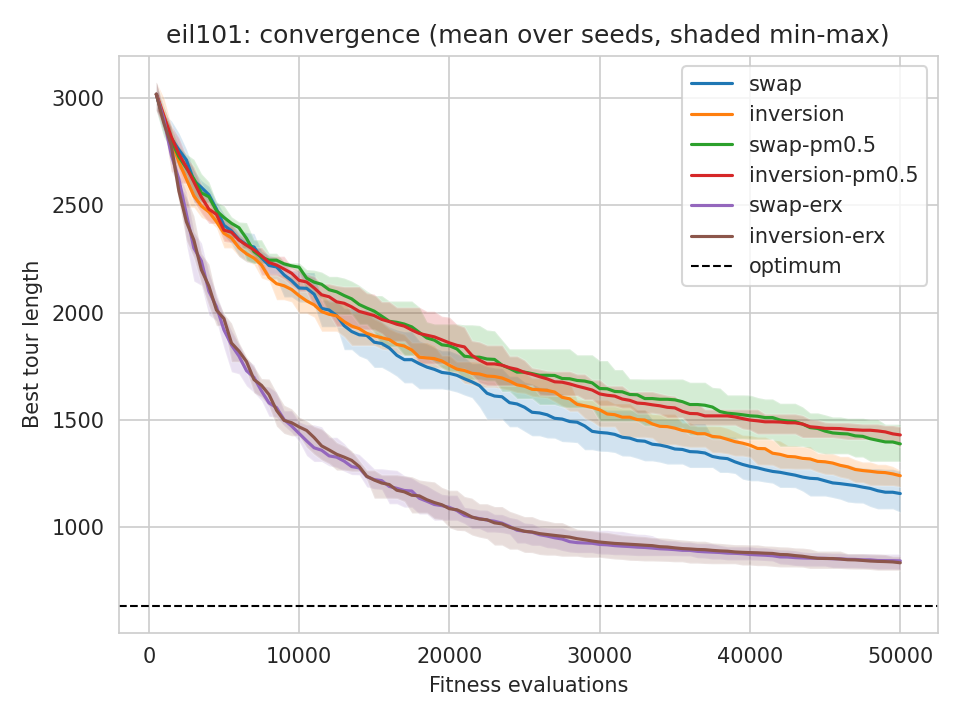 eil101: convergence (mean over seeds, shaded min-max)
swap
inversion
swap-pm0.5
inversion-pm0.5
swap-erx
inversion-erx
optimum
Best tour length
3000
2500
2000
1500
1000
0
10000
20000
30000
40000
50000
Fitness evaluations